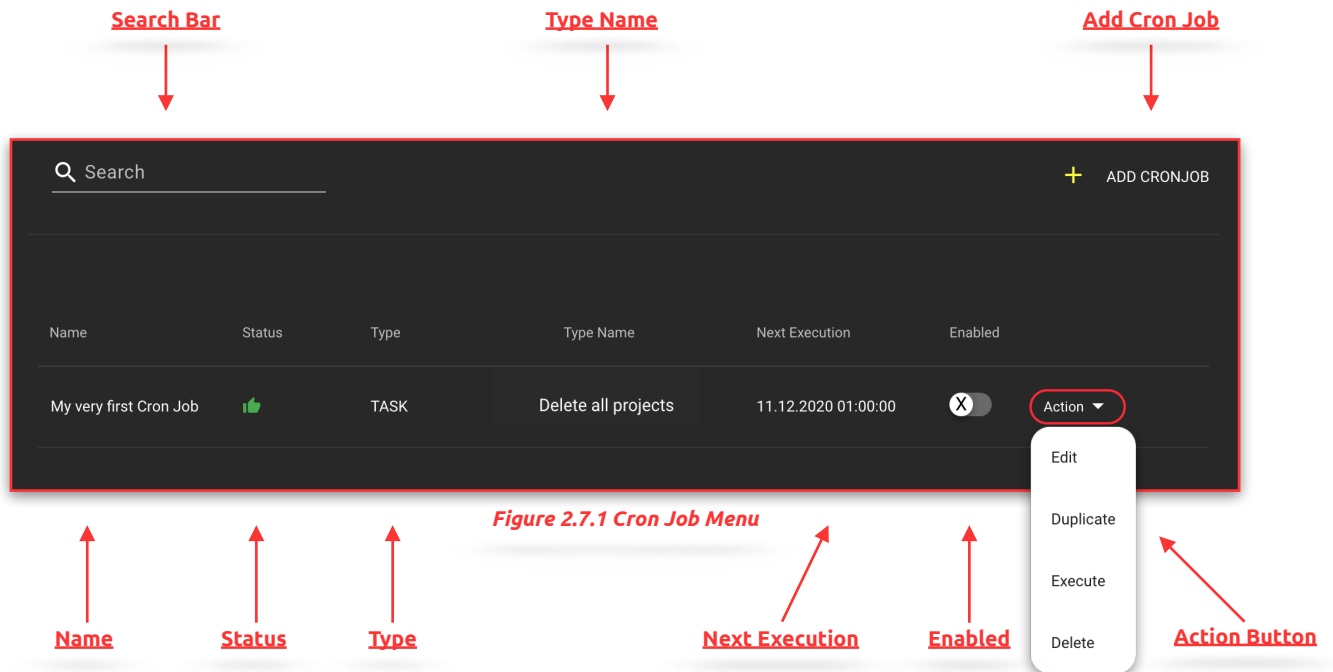 Search Bar Type Name Add Cron Job
Search
ADD CRONJOB
Name Status Type Type Name Next Execution Enabled
My very first Cron Job TASK Delete all projects 11.12.2020 01:00:00 X Action
Edit
Figure 2.7.1 Cron Job Menu
Duplicate
Execute
Name Status Type Next Execution Enabled Action Button
Delete